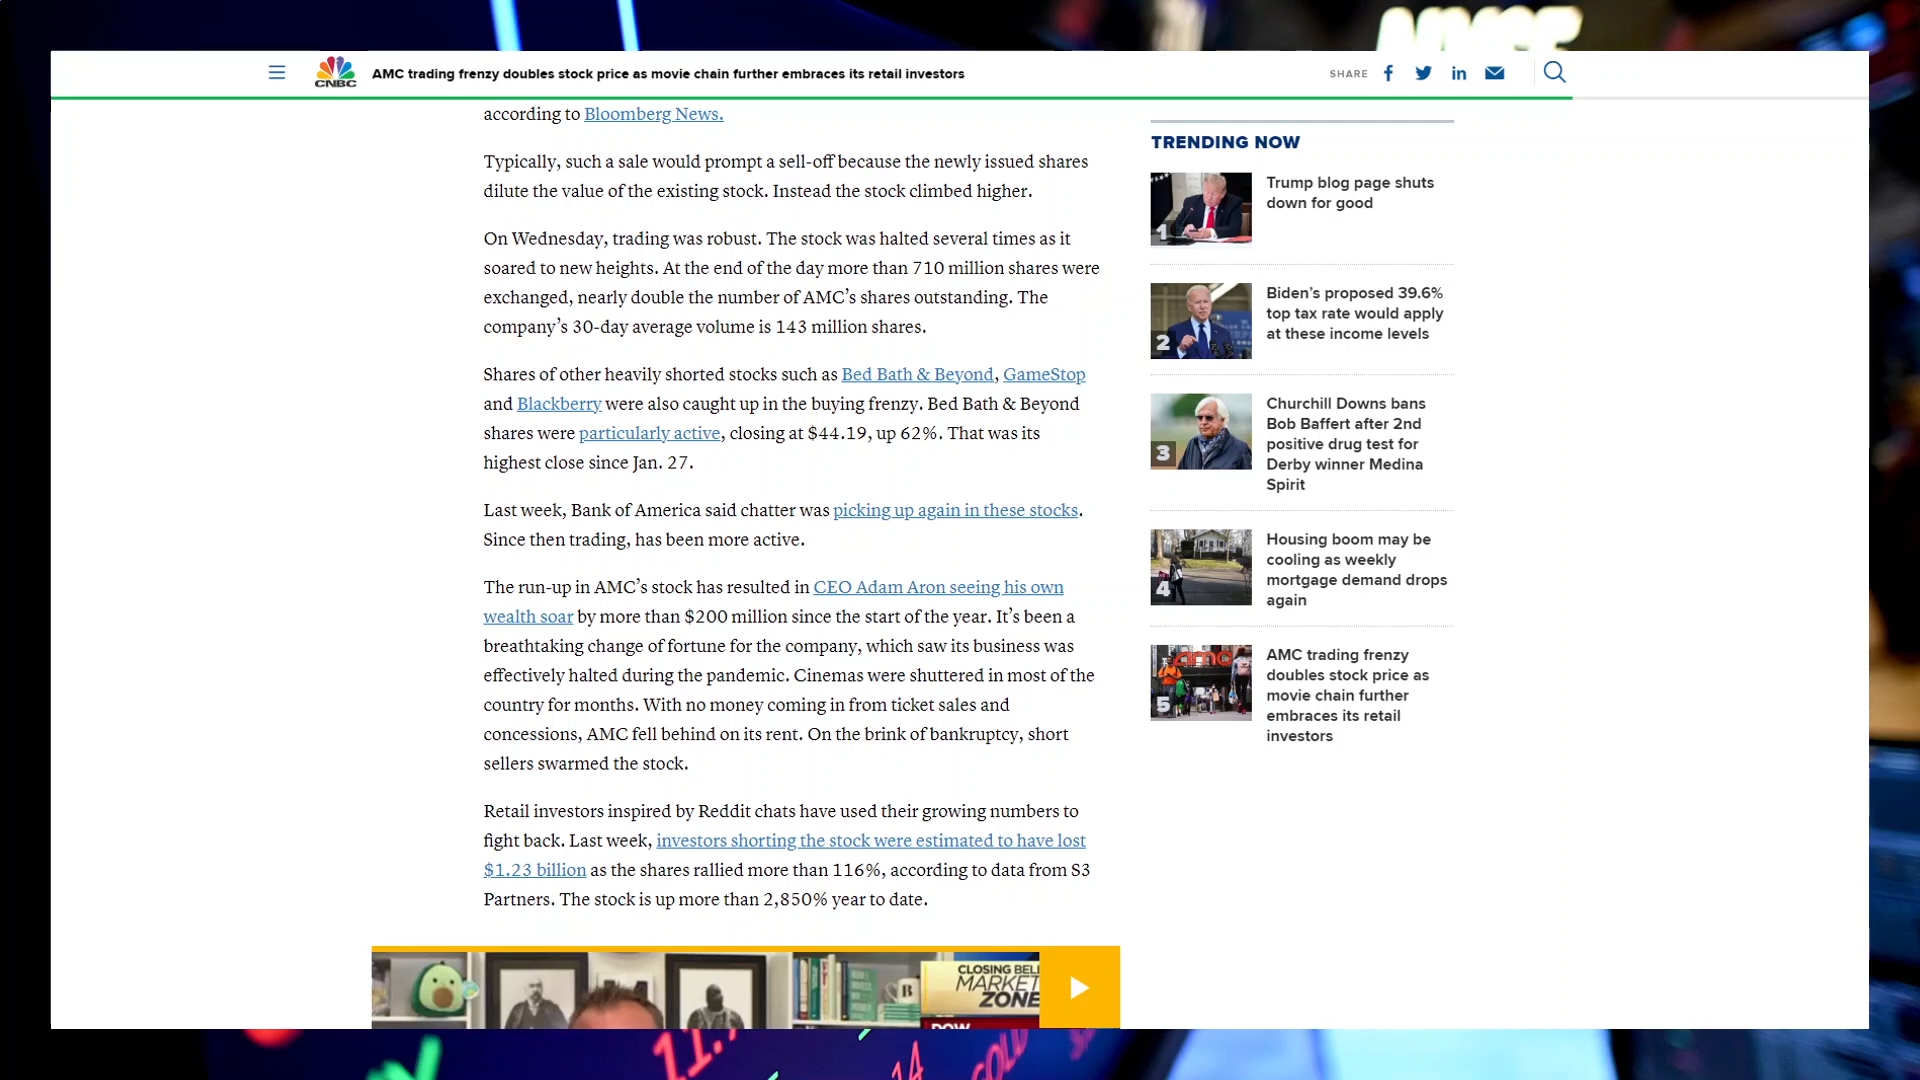 NYSE
CNBC
AMC trading frenzy doubles stock price as movie chain further embraces its retail investors
SHARE
according to Bloomberg News.
Typically, such a sale would prompt a sell-off because the newly issued shares
dilute the value of the existing stock. Instead the stock climbed higher.
On Wednesday, trading was robust. The stock was halted several times as it
soared to new heights. At the end of the day more than 710 million shares were
exchanged, nearly double the number of AMC’s shares outstanding. The
company’s 30-day average volume is 143 million shares.
Shares of other heavily shorted stocks such as Bed Bath & Beyond, GameStop
and Blackberry were also caught up in the buying frenzy. Bed Bath & Beyond
shares were particularly active, closing at $44.19, up 62%. That was its
highest close since Jan. 27.
Last week, Bank of America said chatter was picking up again in these stocks.
Since then trading, has been more active.
The run-up in AMC’s stock has resulted in CEO Adam Aron seeing his own
wealth soar by more than $200 million since the start of the year. It’s been a
breathtaking change of fortune for the company, which saw its business was
effectively halted during the pandemic. Cinemas were shuttered in most of the
country for months. With no money coming in from ticket sales and
concessions, AMC fell behind on its rent. On the brink of bankruptcy, short
sellers swarmed the stock.
Retail investors inspired by Reddit chats have used their growing numbers to
fight back. Last week, investors shorting the stock were estimated to have lost
$1.23 billion as the shares rallied more than 116%, according to data from S3
Partners. The stock is up more than 2,850% year to date.
CLOSING BELL
MARKET
ZONE
DOW
B
TRENDING NOW
1
Trump blog page shuts
down for good
2
Biden’s proposed 39.6%
top tax rate would apply
at these income levels
3
Churchill Downs bans
Bob Baffert after 2nd
positive drug test for
Derby winner Medina
Spirit
4
Housing boom may be
cooling as weekly
mortgage demand drops
again
amc
5
AMC trading frenzy
doubles stock price as
movie chain further
embraces its retail
investors
14
GOLD